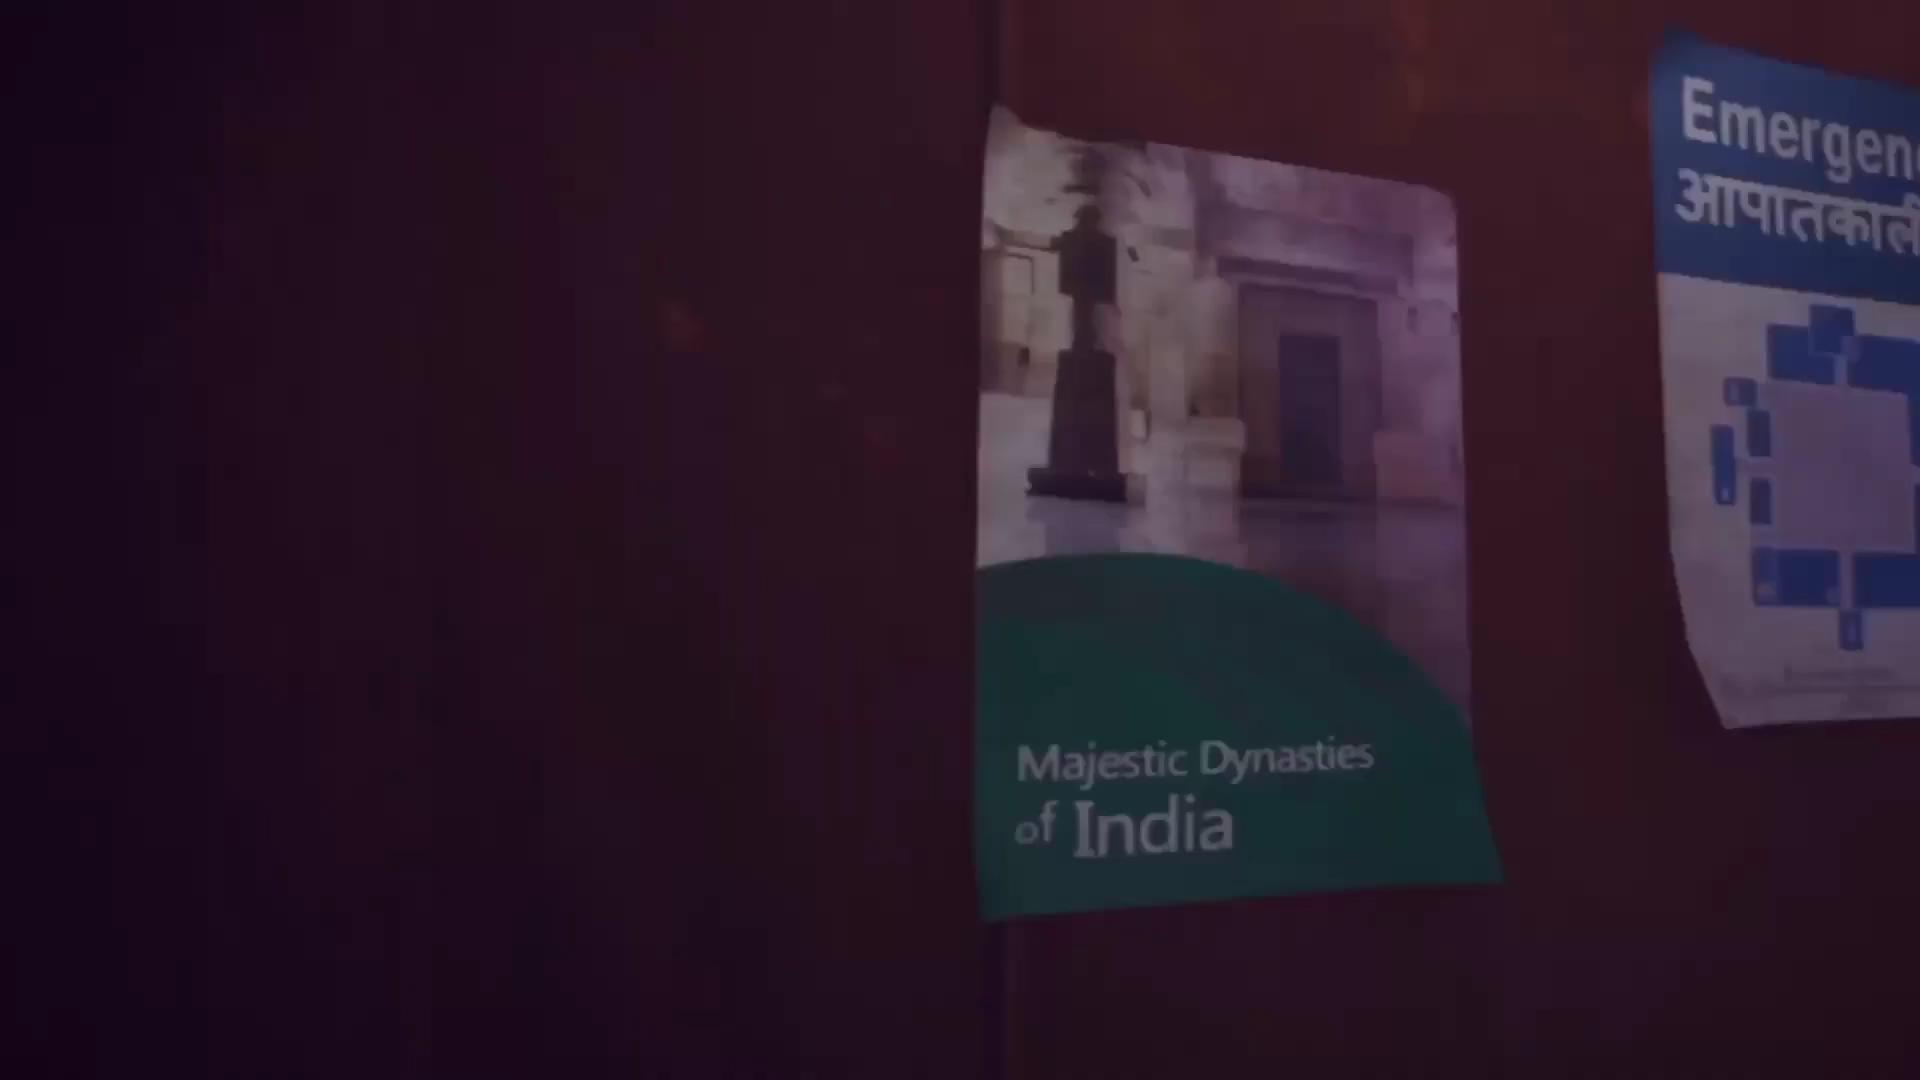 Majestic Dynasties
of India
Emergen
आपातकाल